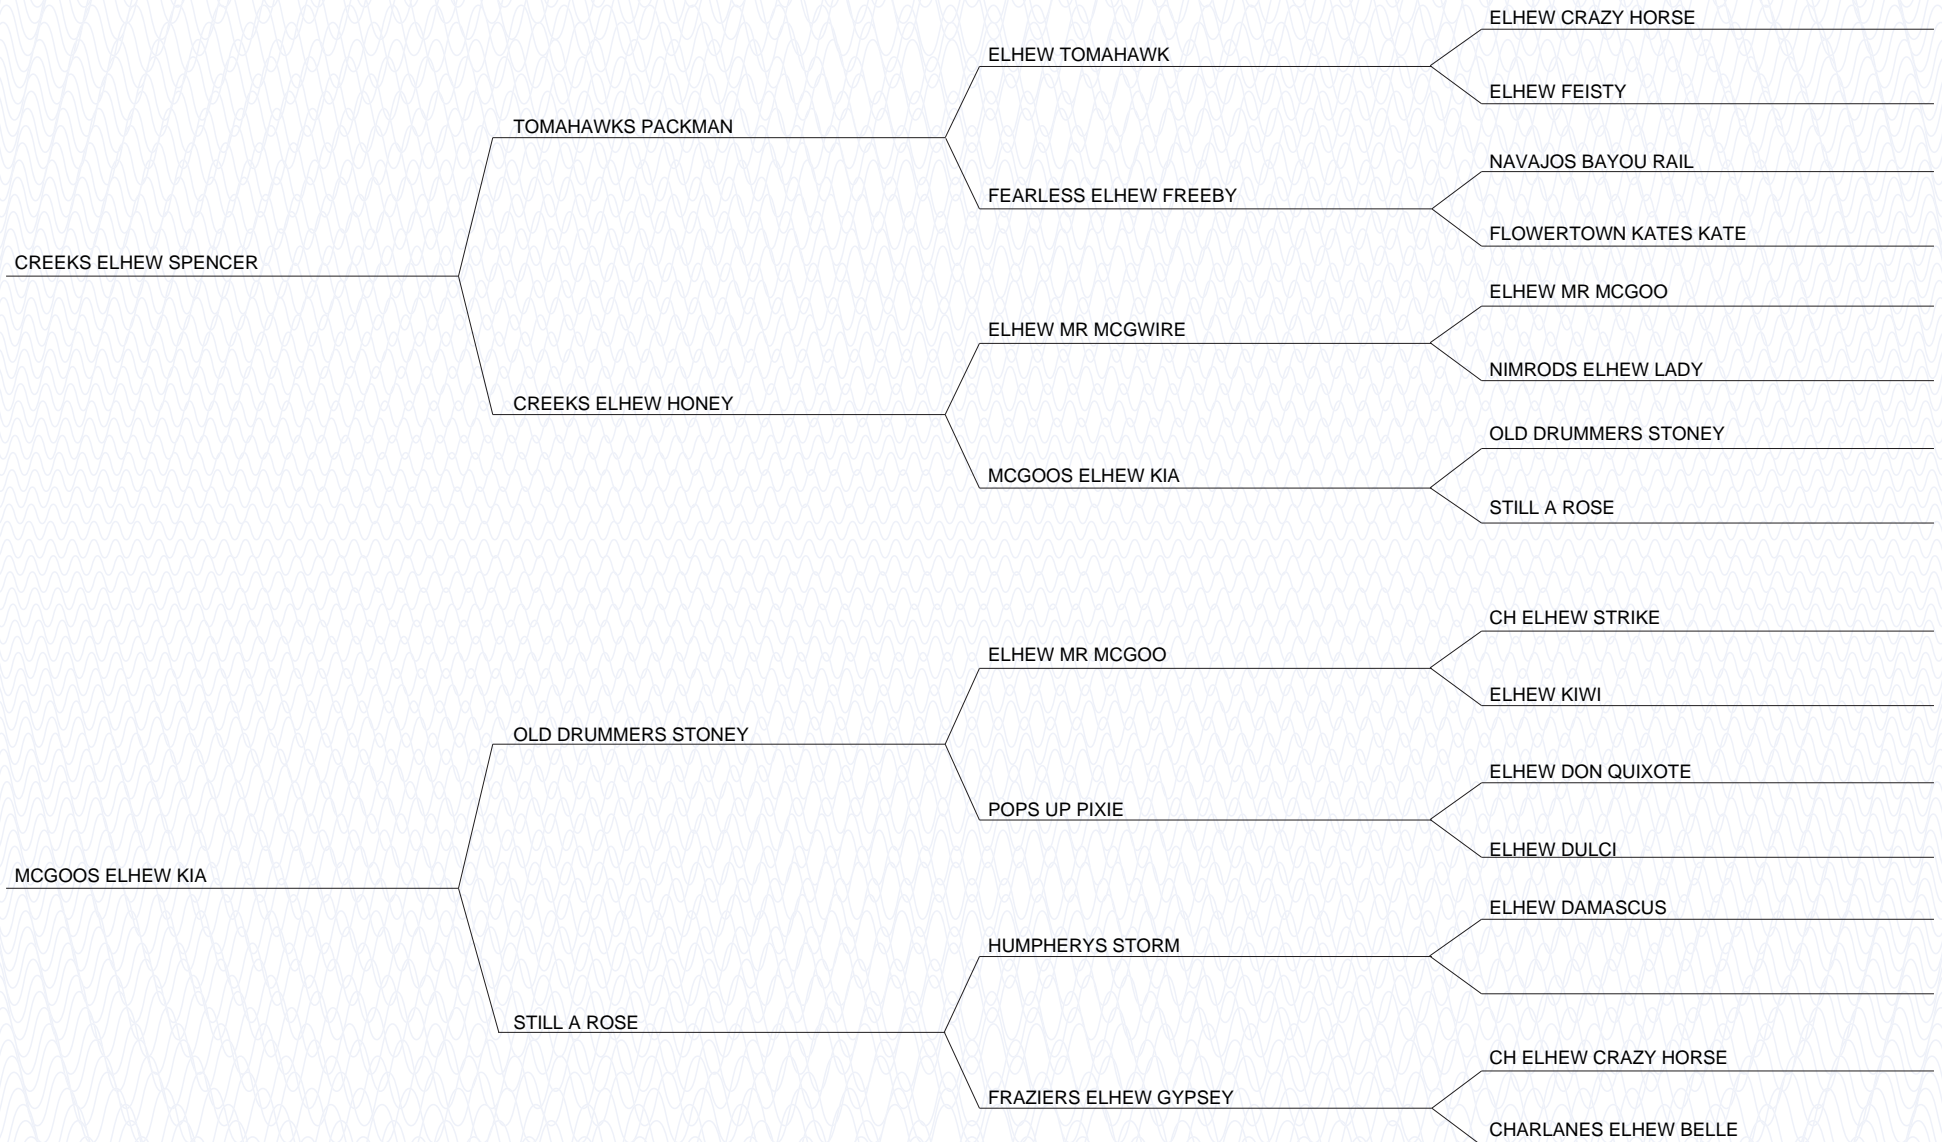 ELHEW CRAZY HORSE
ELHEW TOMAHAWK
ELHEW FEISTY
TOMAHAWKS PACKMAN
NAVAJOS BAYOU RAIL
FEARLESS ELHEW FREEBY
FLOWERTOWN KATES KATE
CREEKS ELHEW SPENCER
ELHEW MR MCGOO
ELHEW MR MCGWIRE
NIMRODS ELHEW LADY
CREEKS ELHEW HONEY
OLD DRUMMERS STONEY
MCGOOS ELHEW KIA
STILL A ROSE
CH ELHEW STRIKE
ELHEW MR MCGOO
ELHEW KIWI
OLD DRUMMERS STONEY
ELHEW DON QUIXOTE
POPS UP PIXIE
ELHEW DULCI
MCGOOS ELHEW KIA
ELHEW DAMASCUS
HUMPHERYS STORM
STILL A ROSE
CH ELHEW CRAZY HORSE
FRAZIERS ELHEW GYPSEY
CHARLANES ELHEW BELLE